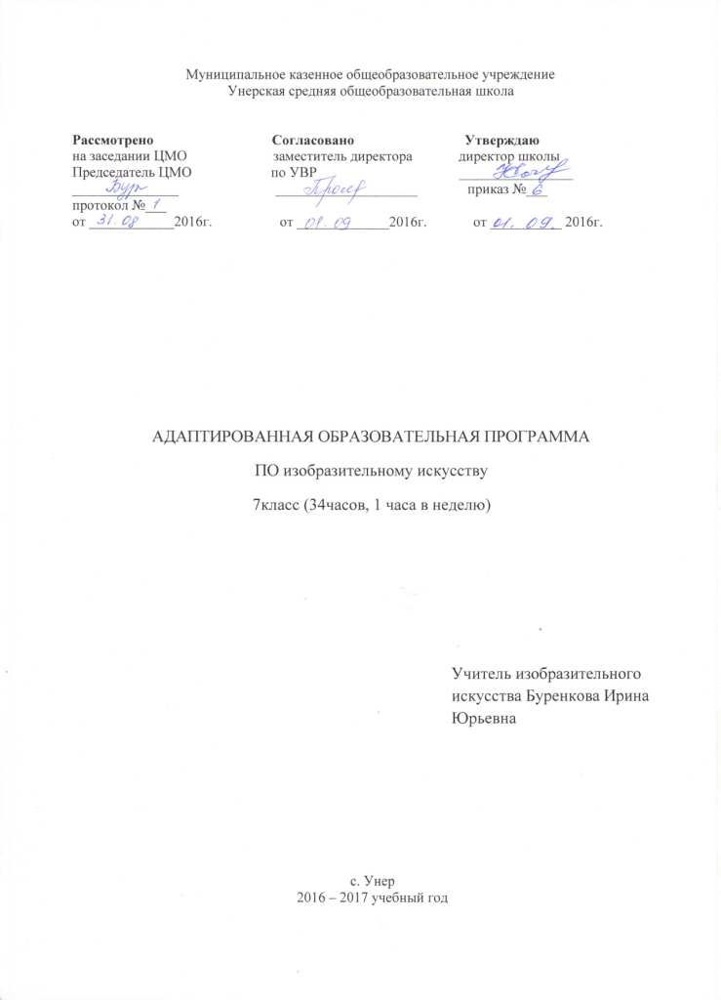 Муниципальное казенное общеобразовательное учреждение
Унерская средняя общеобразовательная школа
Рассмотрено Согласовано Утверждаю
на заседании ЦМО заместитель директора директор школы
Председатель ЦМО по УВР
приказ № 6
протокол № 1
от 31.08 2016г. от 01.09 2016г. от 01.09. 2016г.
АДАПТИРОВАННАЯ ОБРАЗОВАТЕЛЬНАЯ ПРОГРАММА
ПО изобразительному искусству
7класс (34часов, 1 часа в неделю)
Учитель изобразительного
искусства Буренкова Ирина
Юрьевна
с. Унер
2016 – 2017 учебный год